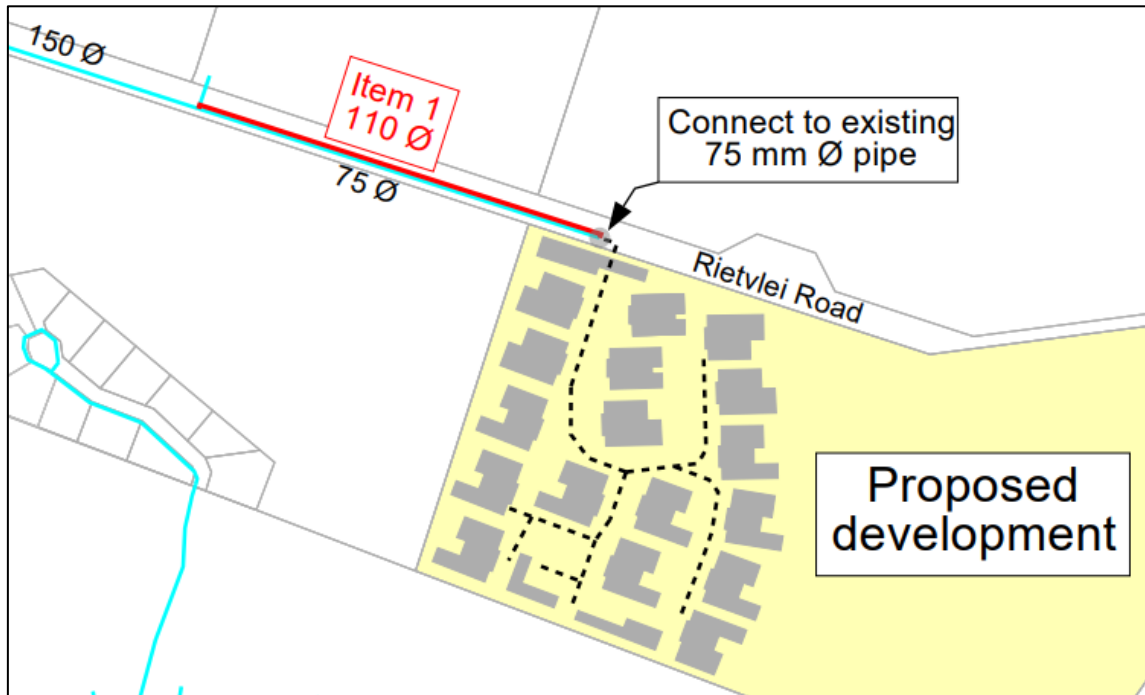 150 Ø
Item 1
110 Ø
Connect to existing
75 mm Ø pipe
75 Ø
Rietvlei Road
Proposed
development